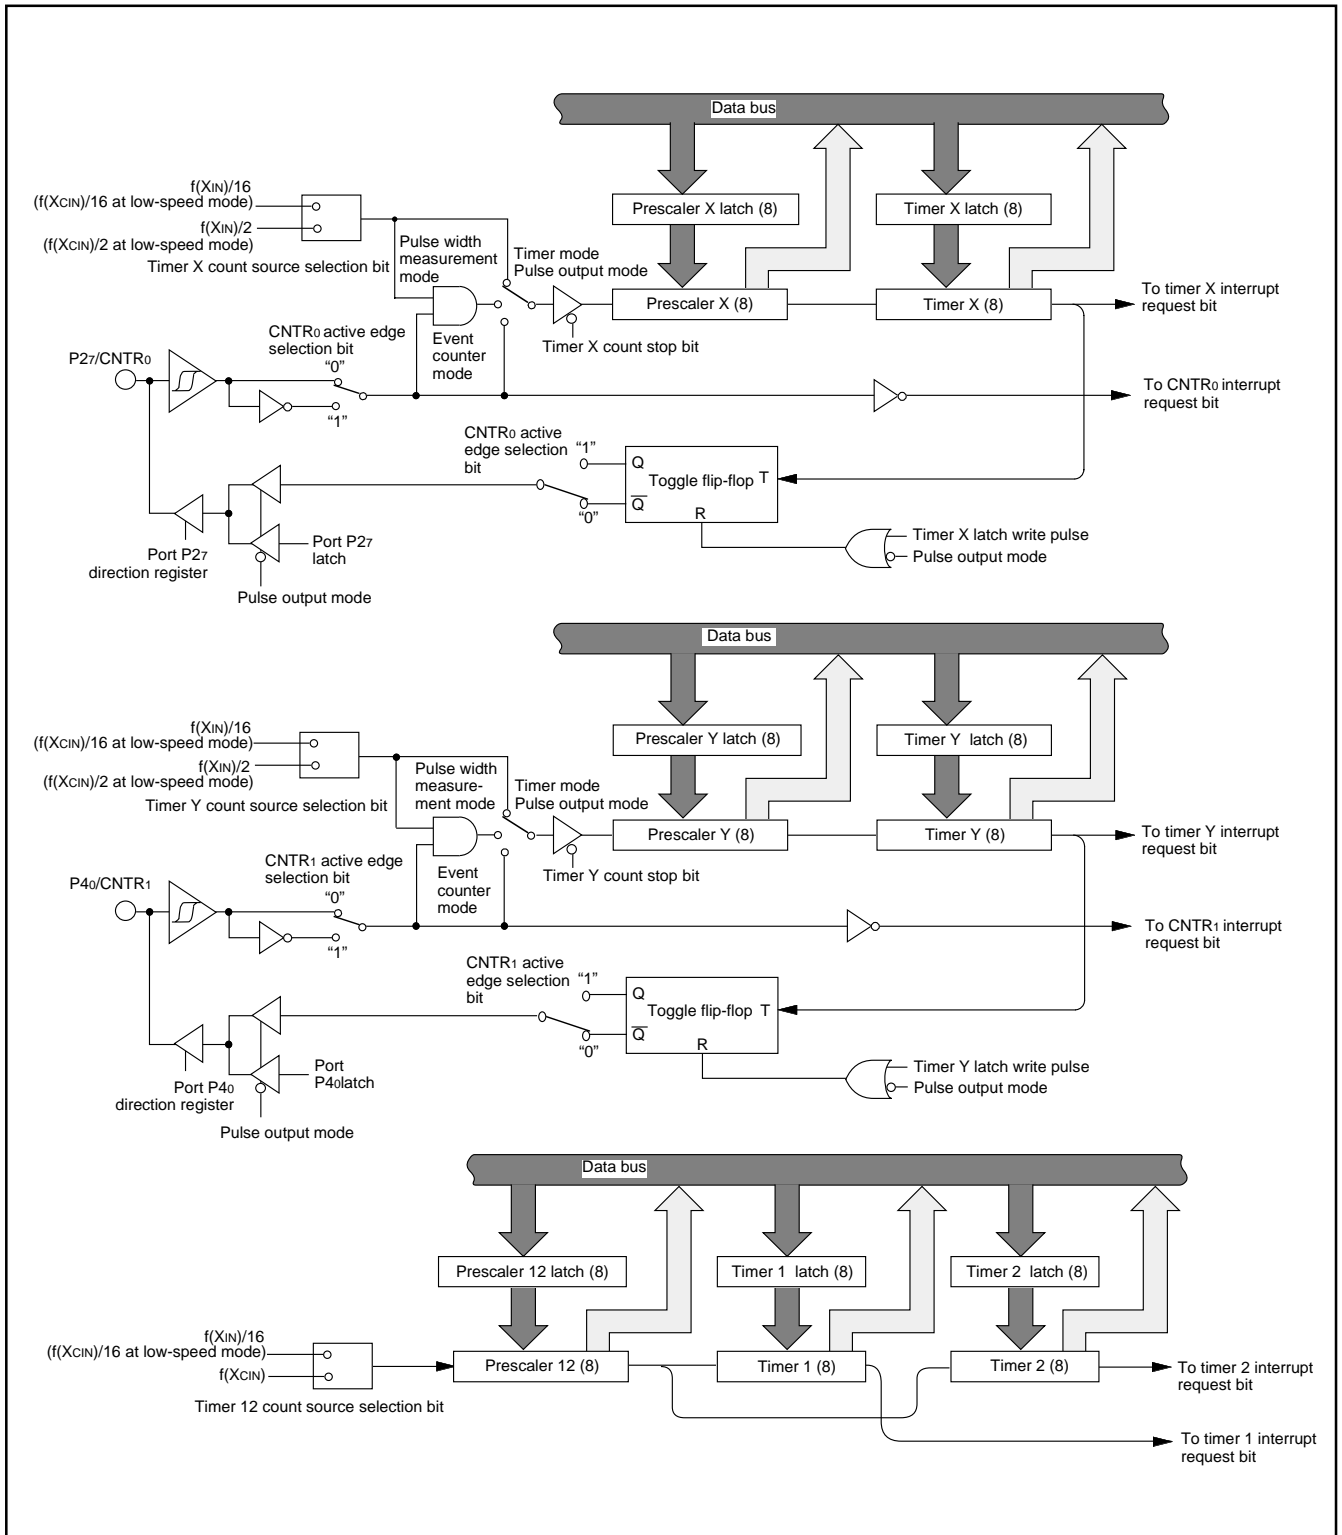 Data bus
f(XIN)/16
(f(XCIN)/16 at low-speed mode)
f(XIN)/2
(f(XCIN)/2 at low-speed mode)
Timer X count source selection bit
Prescaler X latch (8)
Timer X latch (8)
Pulse width
measurement
mode
Timer mode
Pulse output mode
Prescaler X (8)
Timer X (8)
To timer X interrupt
request bit
Timer X count stop bit
CNTR0 active edge
selection bit
"0"
Event
counter
mode
P27/CNTR0
"1"
To CNTR0 interrupt
request bit
CNTR0 active
edge selection
bit
"1"
Q
Toggle flip-flop
T
Q̅
"0"
R
Timer X latch write pulse
Pulse output mode
Port P27
latch
Port P27
direction register
Pulse output mode
Data bus
f(XIN)/16
(f(XCIN)/16 at low-speed mode)
f(XIN)/2
(f(XCIN)/2 at low-speed mode)
Timer Y count source selection bit
Prescaler Y latch (8)
Timer Y latch (8)
Pulse width
measure-
ment mode
Timer mode
Pulse output mode
Prescaler Y (8)
Timer Y (8)
To timer Y interrupt
request bit
Timer Y count stop bit
CNTR1 active edge
selection bit
"0"
Event
counter
mode
P40/CNTR1
"1"
To CNTR1 interrupt
request bit
CNTR1 active
edge selection
bit
"1"
Q
Toggle flip-flop
T
Q̅
"0"
R
Timer Y latch write pulse
Pulse output mode
Port
P40latch
Port P40
direction register
Pulse output mode
Data bus
Prescaler 12 latch (8)
Timer 1 latch (8)
Timer 2 latch (8)
f(XIN)/16
(f(XCIN)/16 at low-speed mode)
f(XCIN)
Timer 12 count source selection bit
Prescaler 12 (8)
Timer 1 (8)
Timer 2 (8)
To timer 2 interrupt
request bit
To timer 1 interrupt
request bit